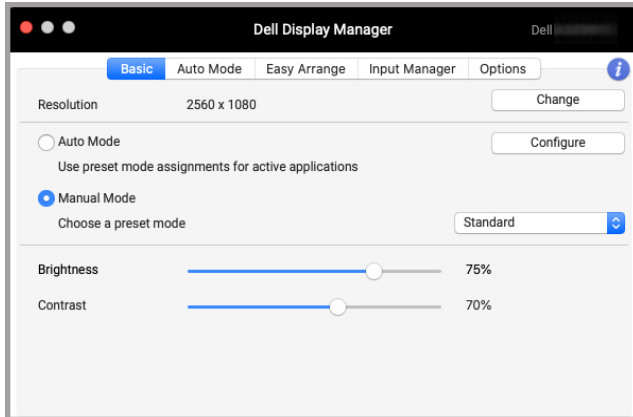 Dell Display Manager
Dell
Basic Auto Mode Easy Arrange Input Manager Options i
Resolution 2560 x 1080 Change
Auto Mode Configure
Use preset mode assignments for active applications
Manual Mode
Choose a preset mode Standard
Brightness 75%
Contrast 70%